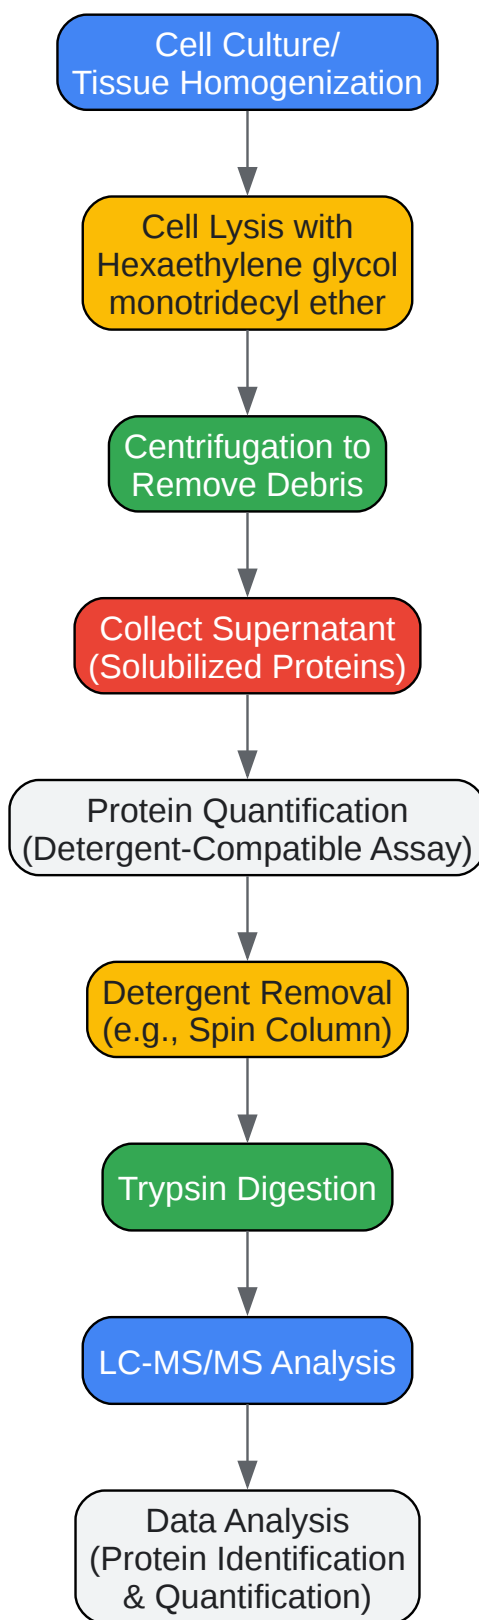 Cell Culture/
Tissue Homogenization
Cell Lysis with
Hexaethylene glycol
monotridecyl ether
Centrifugation to
Remove Debris
Collect Supernatant
(Solubilized Proteins)
Protein Quantification
(Detergent-Compatible Assay)
Detergent Removal
(e.g., Spin Column)
Trypsin Digestion
LC-MS/MS Analysis
Data Analysis
(Protein Identification
& Quantification)